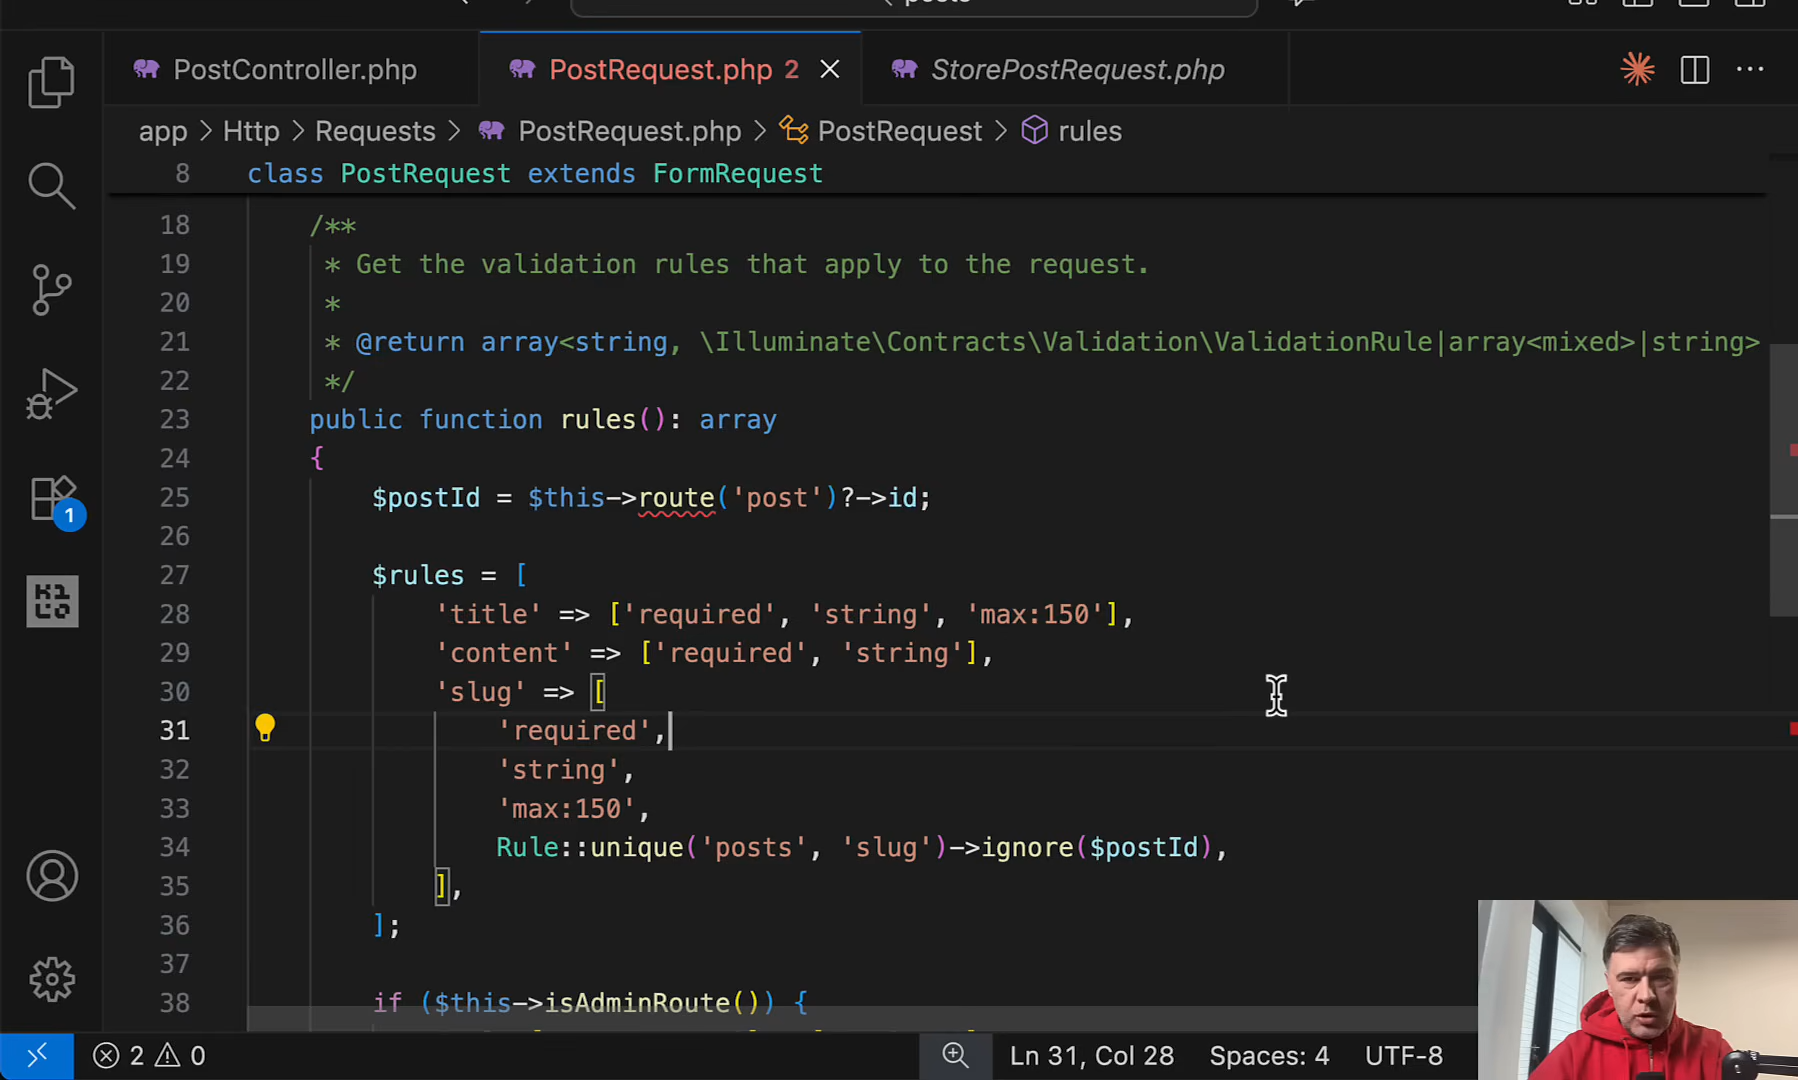 PostController.php
PostRequest.php 2
StorePostRequest.php
app > Http > Requests > PostRequest.php > PostRequest > rules
8 class PostRequest extends FormRequest
18 /**
19 * Get the validation rules that apply to the request.
20 *
21 * @return array<string, \Illuminate\Contracts\Validation\ValidationRule|array<mixed>|string>
22 */
23 public function rules(): array
24 {
25 $postId = $this->route('post')?->id;
26
27 $rules = [
28 'title' => ['required', 'string', 'max:150'],
29 'content' => ['required', 'string'],
30 'slug' => [
31 'required',
32 'string',
33 'max:150',
34 Rule::unique('posts', 'slug')->ignore($postId),
35 ],
36 ];
37
38 if ($this->isAdminRoute()) {
1
2 0
Ln 31, Col 28
Spaces: 4
UTF-8